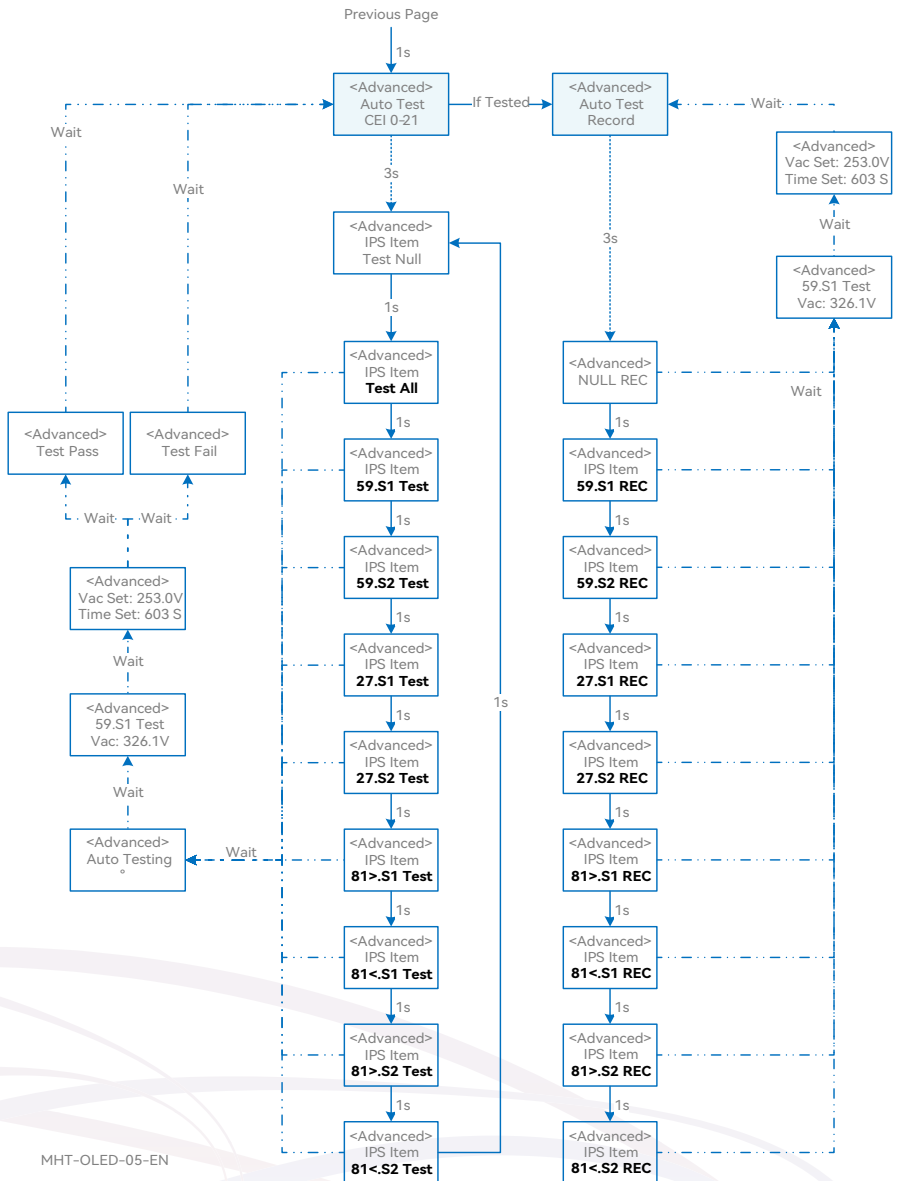 Previous Page
1s
<Advanced>
Auto Test
CEI 0-21
If Tested
<Advanced>
Auto Test
Record
Wait
Wait
Wait
3s
3s
<Advanced>
Vac Set: 253.0V
Time Set: 603 S
Wait
<Advanced>
59.S1 Test
Vac: 326.1V
Wait
<Advanced>
IPS Item
Test Null
1s
<Advanced>
IPS Item
Test All
1s
<Advanced>
IPS Item
59.S1 Test
1s
<Advanced>
IPS Item
59.S2 Test
1s
<Advanced>
IPS Item
27.S1 Test
1s
<Advanced>
IPS Item
27.S2 Test
1s
<Advanced>
IPS Item
81>.S1 Test
1s
<Advanced>
IPS Item
81<.S1 Test
1s
<Advanced>
IPS Item
81>.S2 Test
1s
<Advanced>
IPS Item
81<.S2 Test
1s
<Advanced>
NULL REC
1s
<Advanced>
IPS Item
59.S1 REC
1s
<Advanced>
IPS Item
59.S2 REC
1s
<Advanced>
IPS Item
27.S1 REC
1s
<Advanced>
IPS Item
27.S2 REC
1s
<Advanced>
IPS Item
81>.S1 REC
1s
<Advanced>
IPS Item
81<.S1 REC
1s
<Advanced>
IPS Item
81>.S2 REC
1s
<Advanced>
IPS Item
81<.S2 REC
<Advanced>
Test Pass
<Advanced>
Test Fail
Wait
Wait
<Advanced>
Vac Set: 253.0V
Time Set: 603 S
Wait
<Advanced>
59.S1 Test
Vac: 326.1V
Wait
<Advanced>
Auto Testing
°
Wait
MHT-OLED-05-EN